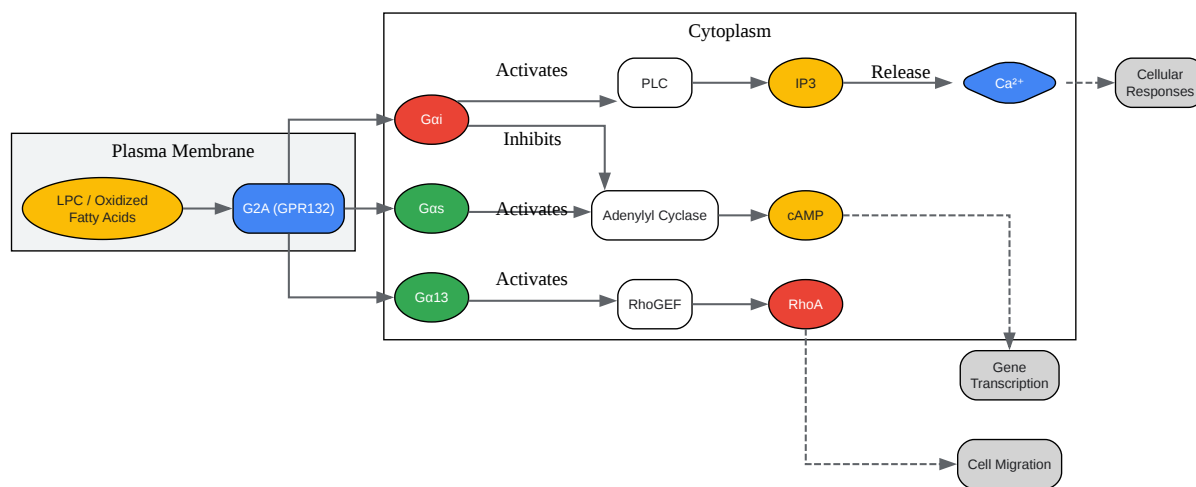 Cytoplasm
Activates
PLC
IP3
Release
Ca²⁺
Cellular
Responses
Gαi
Inhibits
Plasma Membrane
LPC / Oxidized
Fatty Acids
G2A (GPR132)
Gαs
Activates
Adenylyl Cyclase
cAMP
Gα13
Activates
RhoGEF
RhoA
Gene
Transcription
Cell Migration